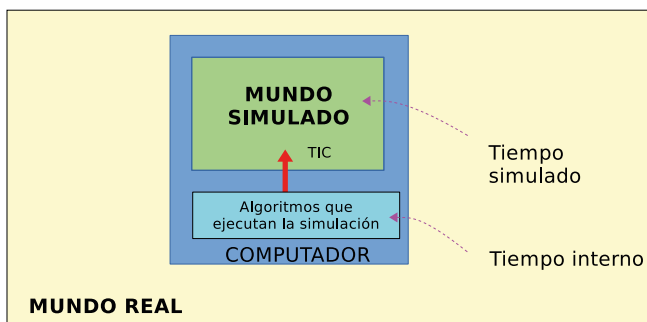 MUNDO
SIMULADO
TIC
Tiempo
simulado
Algoritmos que
ejecutan la simulación
COMPUTADOR
Tiempo interno
MUNDO REAL